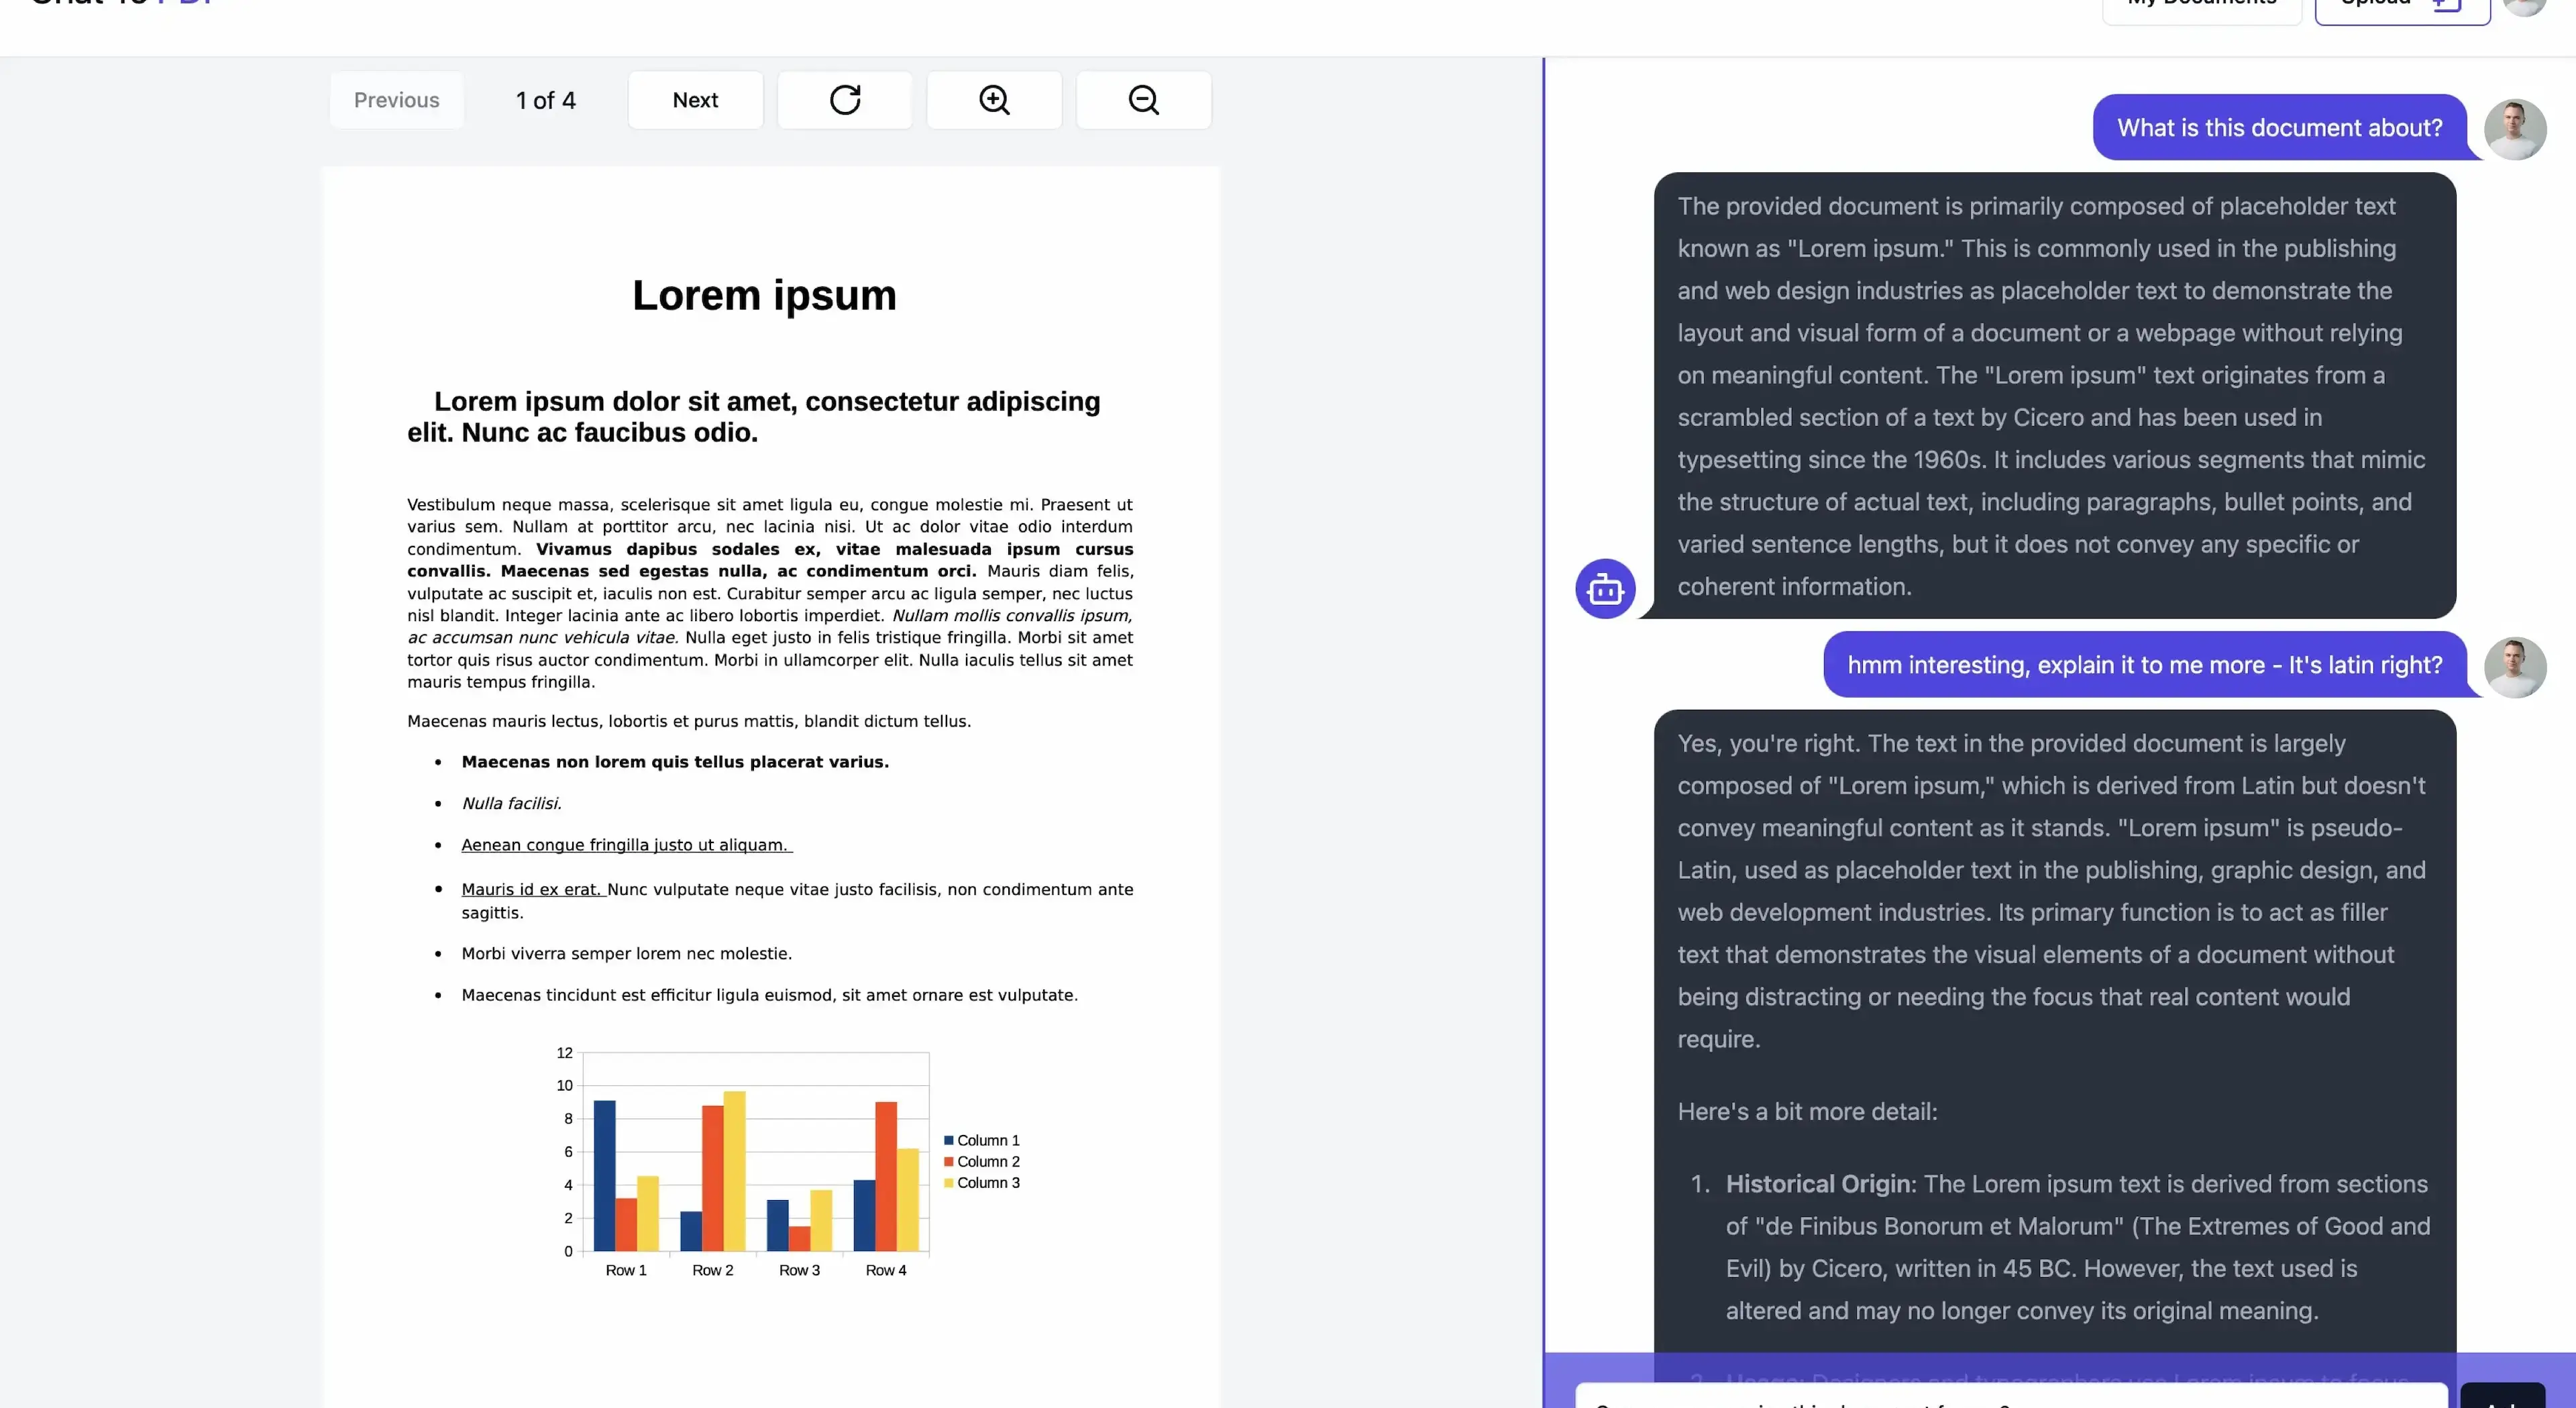 Chat To PDF
My Documents
Upload
Previous
1 of 4
Next
Lorem ipsum
Lorem ipsum dolor sit amet, consectetur adipiscing
elit. Nunc ac faucibus odio.
Vestibulum neque massa, scelerisque sit amet ligula eu, congue molestie mi. Praesent ut
varius sem. Nullam at porttitor arcu, nec lacinia nisi. Ut ac dolor vitae odio interdum
condimentum. Vivamus dapibus sodales ex, vitae malesuada ipsum cursus
convallis. Maecenas sed egestas nulla, ac condimentum orci. Mauris diam felis,
vulputate ac suscipit et, iaculis non est. Curabitur semper arcu ac ligula semper, nec luctus
nisl blandit. Integer lacinia ante ac libero lobortis imperdiet. Nullam mollis convallis ipsum,
ac accumsan nunc vehicula vitae. Nulla eget justo in felis tristique fringilla. Morbi sit amet
tortor quis risus auctor condimentum. Morbi in ullamcorper elit. Nulla iaculis tellus sit amet
mauris tempus fringilla.
Maecenas mauris lectus, lobortis et purus mattis, blandit dictum tellus.
• Maecenas non lorem quis tellus placerat varius.
• Nulla facilisi.
• Aenean congue fringilla justo ut aliquam.
• Mauris id ex erat. Nunc vulputate neque vitae justo facilisis, non condimentum ante
sagittis.
• Morbi viverra semper lorem nec molestie.
• Maecenas tincidunt est efficitur ligula euismod, sit amet ornare est vulputate.
12
10
8
6
4
2
0
Row 1
Row 2
Row 3
Row 4
Column 1
Column 2
Column 3
What is this document about?
The provided document is primarily composed of placeholder text
known as "Lorem ipsum." This is commonly used in the publishing
and web design industries as placeholder text to demonstrate the
layout and visual form of a document or a webpage without relying
on meaningful content. The "Lorem ipsum" text originates from a
scrambled section of a text by Cicero and has been used in
typesetting since the 1960s. It includes various segments that mimic
the structure of actual text, including paragraphs, bullet points, and
varied sentence lengths, but it does not convey any specific or
coherent information.
hmm interesting, explain it to me more - It's latin right?
Yes, you're right. The text in the provided document is largely
composed of "Lorem ipsum," which is derived from Latin but doesn't
convey meaningful content as it stands. "Lorem ipsum" is pseudo-
Latin, used as placeholder text in the publishing, graphic design, and
web development industries. Its primary function is to act as filler
text that demonstrates the visual elements of a document without
being distracting or needing the focus that real content would
require.
Here's a bit more detail:
1. Historical Origin: The Lorem ipsum text is derived from sections
of "de Finibus Bonorum et Malorum" (The Extremes of Good and
Evil) by Cicero, written in 45 BC. However, the text used is
altered and may no longer convey its original meaning.
2. Usage: Designers and typographers use Lorem ipsum to focus